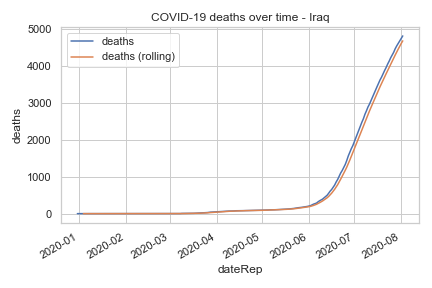 COVID-19 deaths over time - Iraq
deaths
deaths (rolling)
deaths
5000
4000
3000
2000
1000
0
2020-01
2020-02
2020-03
2020-04
2020-05
2020-06
2020-07
2020-08
dateRep